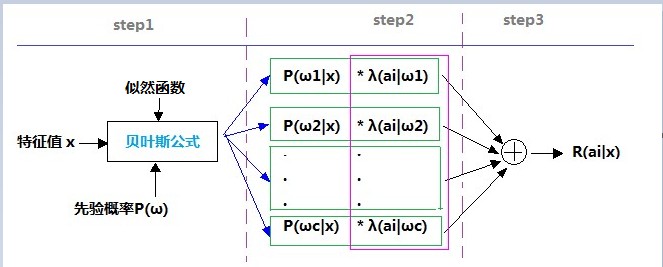 step1
step2
step3
似然函数
特征值 x
贝叶斯公式
先验概率P(ω)
P(ω1|x) * λ(ai|ω1)
P(ω2|x) * λ(ai|ω2)
. .
. .
. .
P(ωc|x) * λ(ai|ωc)
R(ai|x)